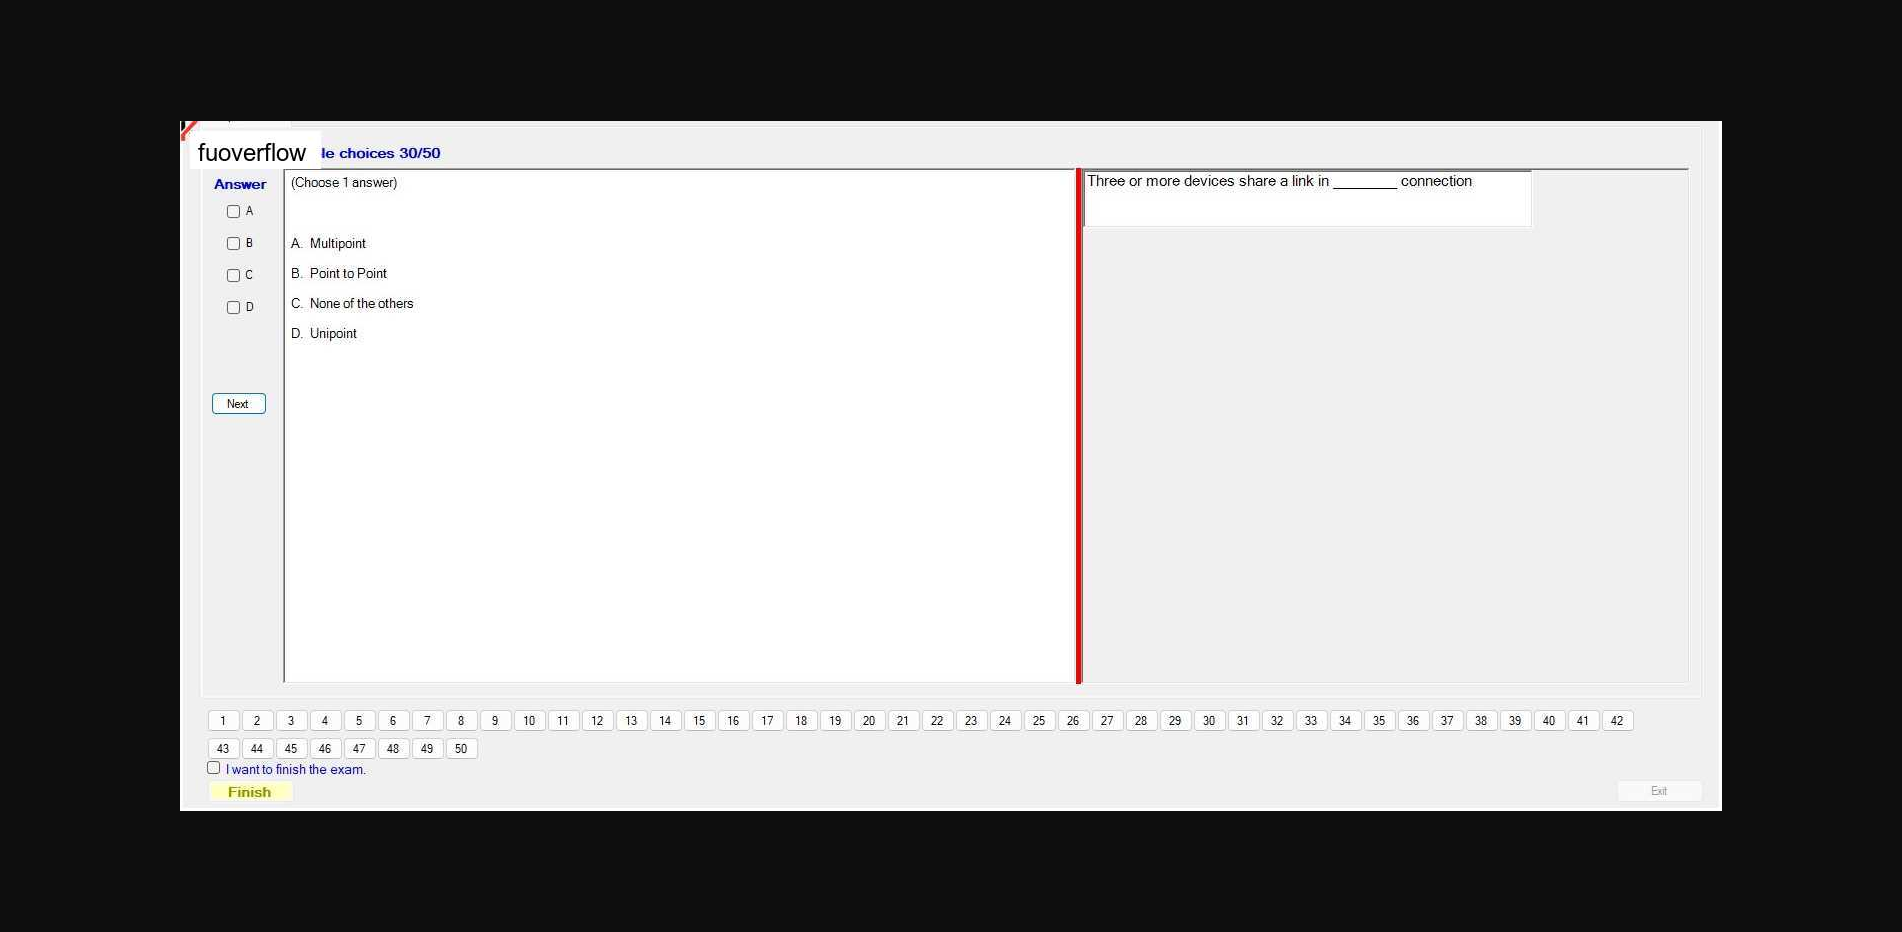 fuoverflow le choices 30/50
Answer
(Choose 1 answer)
Three or more devices share a link in ________ connection
A
B
C
D
A. Multipoint
B. Point to Point
C. None of the others
D. Unipoint
Next
1 2 3 4 5 6 7 8 9 10 11 12 13 14 15 16 17 18 19 20 21 22 23 24 25 26 27 28 29 30 31 32 33 34 35 36 37 38 39 40 41 42
43 44 45 46 47 48 49 50
I want to finish the exam.
Finish
Exit